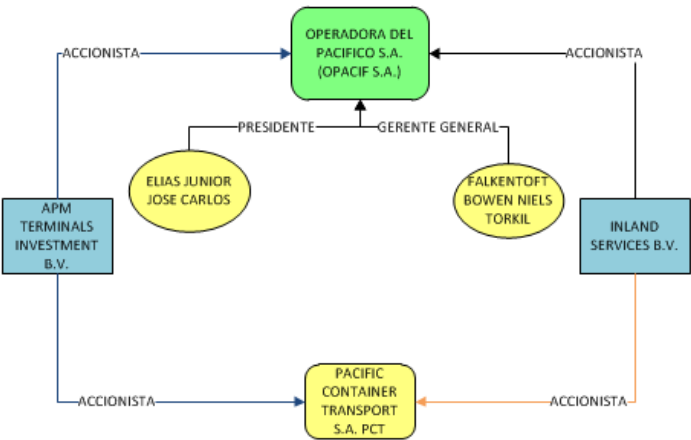 OPERADORA DEL
PACIFICO S.A.
(OPACIF S.A.)
ACCIONISTA
ACCIONISTA
PRESIDENTE
GERENTE GENERAL
ELIAS JUNIOR
JOSE CARLOS
FALKENTOFT
BOWEN NIELS
TORKIL
APM
TERMINALS
INVESTMENT
B.V.
INLAND
SERVICES B.V.
PACIFIC
CONTAINER
TRANSPORT
S.A. PCT
ACCIONISTA
ACCIONISTA